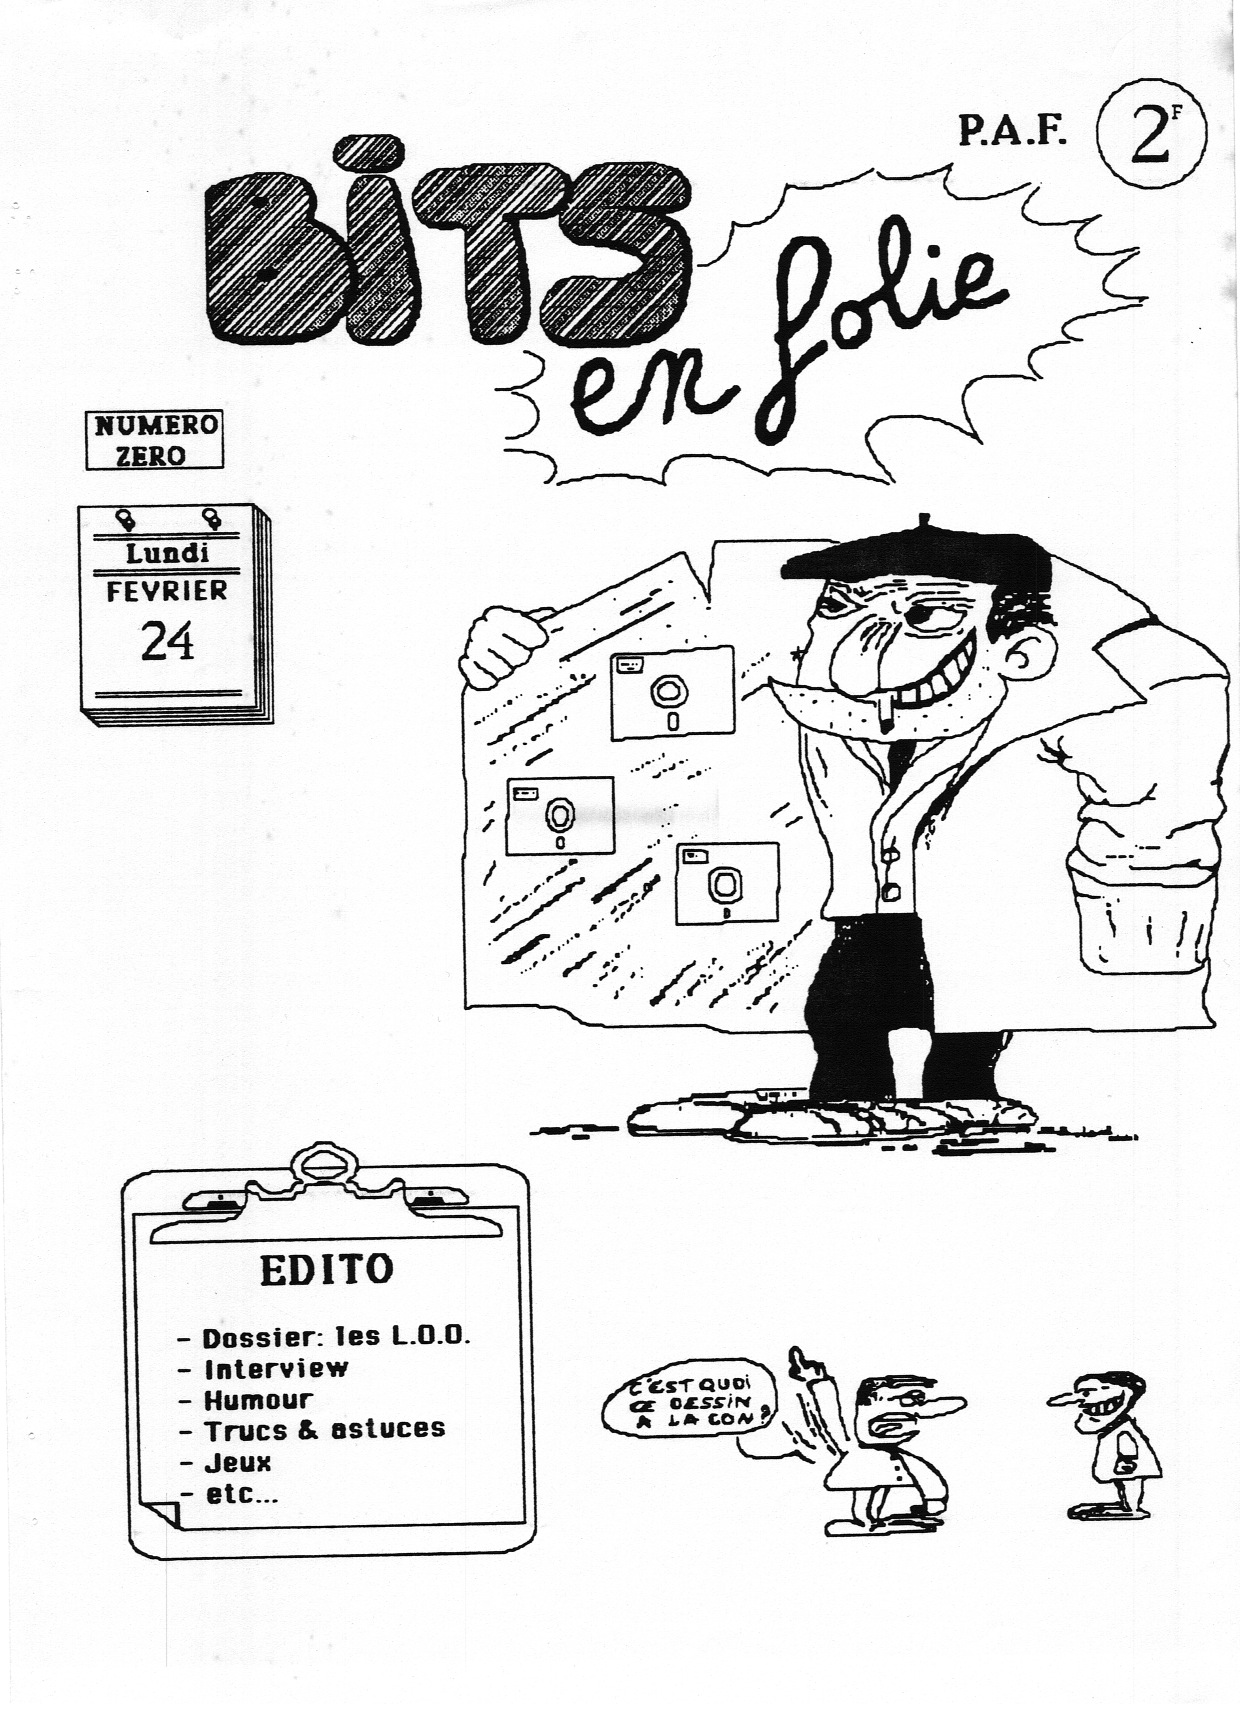 P.A.F. 2F
BiTS
en folie
NUMERO
ZERO
Lundi
FEVRIER
24
EDITO
- Dossier: les L.O.O.
- Interview
- Humour
- Trucs & astuces
- Jeux
- etc...
C'EST QUOI
CE DESSIN
A LA CON?